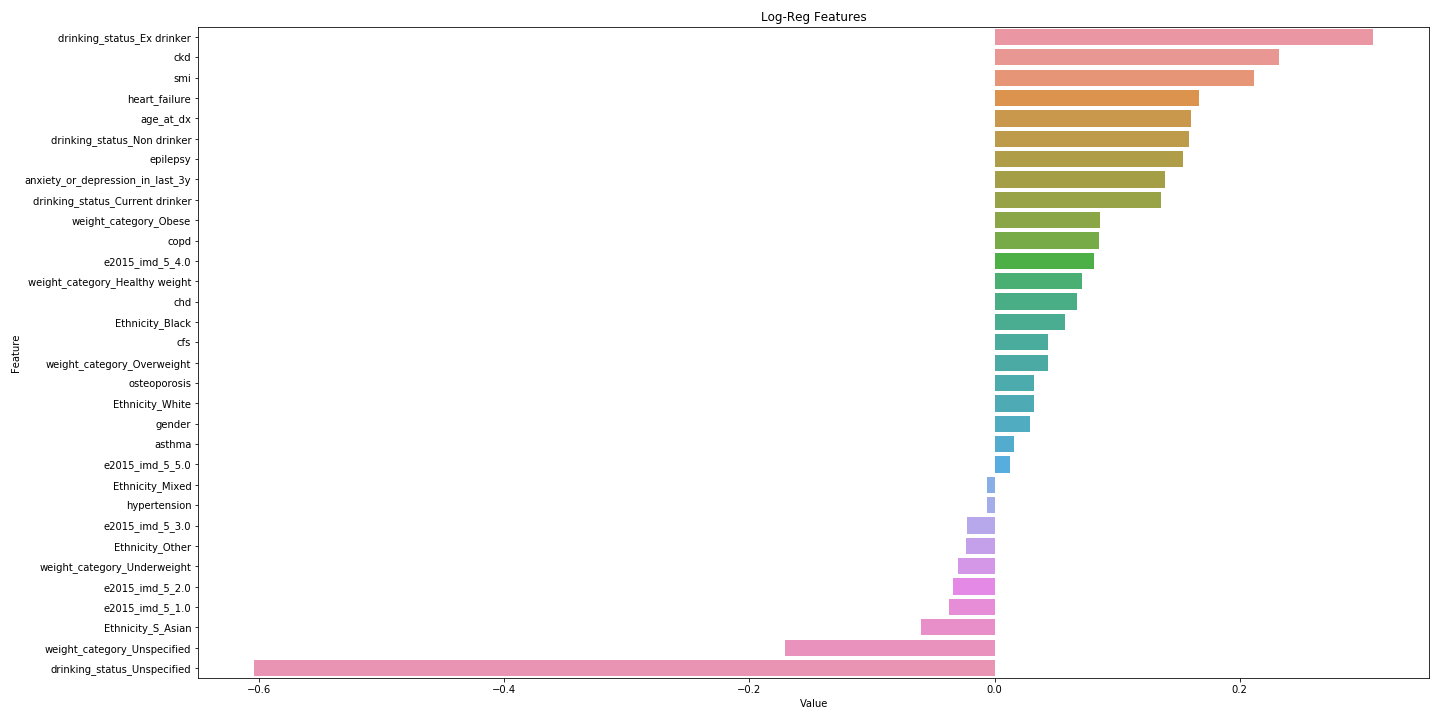 Log-Reg Features
drinking_status_Ex drinker
ckd
smi
heart_failure
age_at_dx
drinking_status_Non drinker
epilepsy
anxiety_or_depression_in_last_3y
drinking_status_Current drinker
weight_category_Obese
copd
e2015_imd_5_4.0
weight_category_Healthy weight
chd
Ethnicity_Black
cfs
weight_category_Overweight
osteoporosis
Ethnicity_White
gender
asthma
e2015_imd_5_5.0
Ethnicity_Mixed
hypertension
e2015_imd_5_3.0
Ethnicity_Other
weight_category_Underweight
e2015_imd_5_2.0
e2015_imd_5_1.0
Ethnicity_S_Asian
weight_category_Unspecified
drinking_status_Unspecified
Feature
−0.6 −0.4 −0.2 0.0 0.2
Value